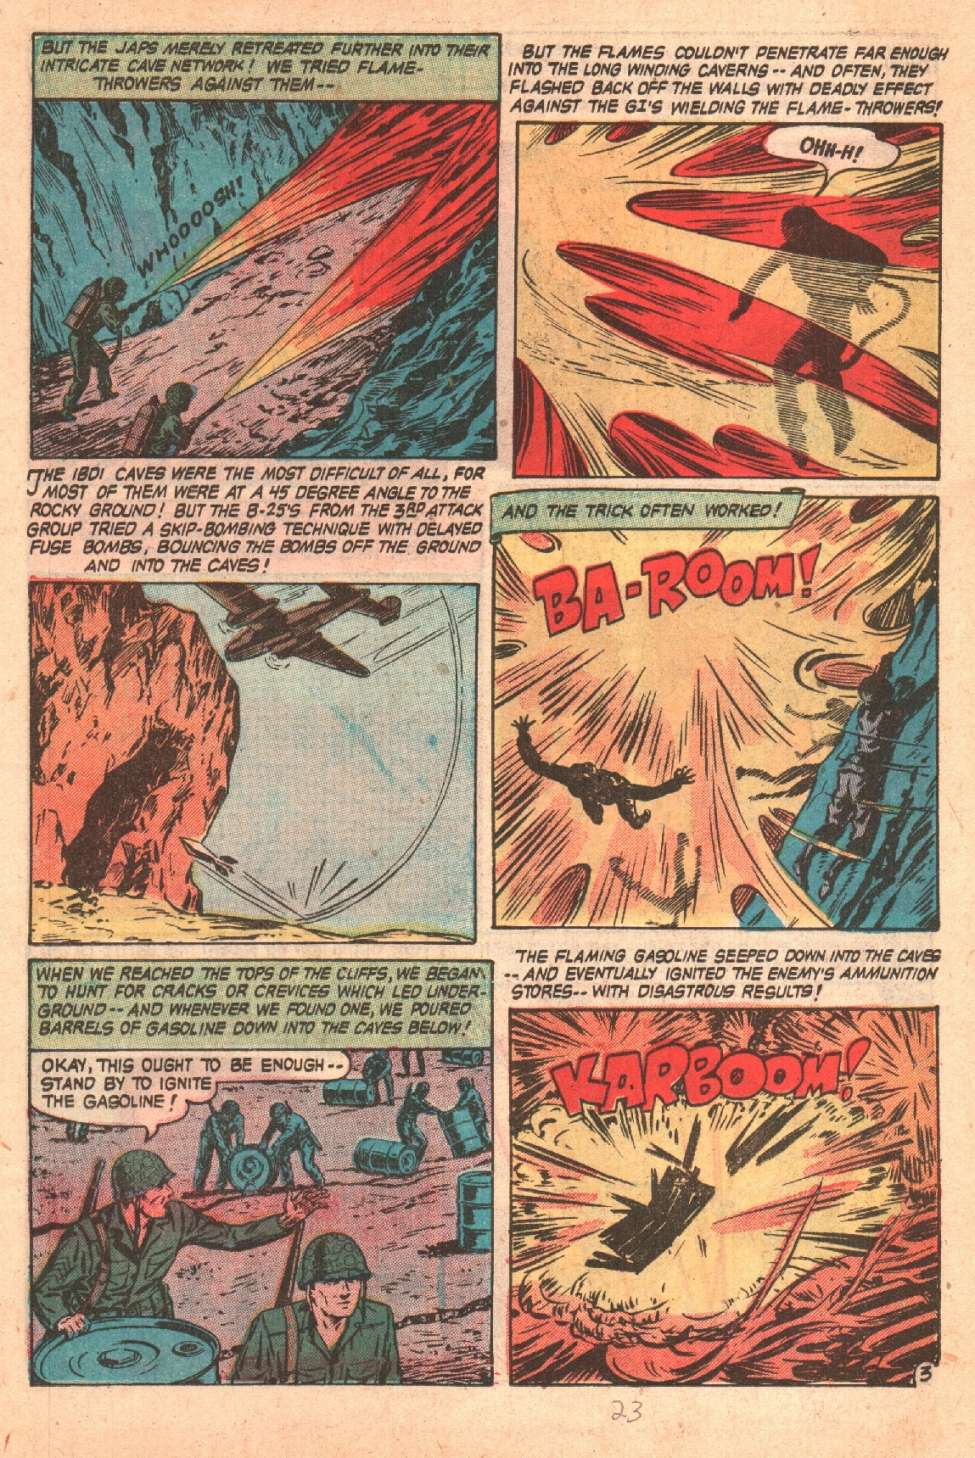 BUT THE JAPS MERELY RETREATED FURTHER INTO THEIR
INTRICATE CAVE NETWORK! WE TRIED FLAME-
THROWERS AGAINST THEM--
WHOOOOSH!
BUT THE FLAMES COULDN'T PENETRATE FAR ENOUGH
INTO THE LONG WINDING CAVERNS -- AND OFTEN, THEY
FLASHED BACK OFF THE WALLS WITH DEADLY EFFECT
AGAINST THE GI'S WIELDING THE FLAME-THROWERS!
OHH-H!
THE IBDI CAVES WERE THE MOST DIFFICULT OF ALL, FOR
MOST OF THEM WERE AT A 45 DEGREE ANGLE TO THE
ROCKY GROUND! BUT THE B-25'S FROM THE 3RD ATTACK
GROUP TRIED A SKIP-BOMBING TECHNIQUE WITH DELAYED
FUSE BOMBS, BOUNCING THE BOMBS OFF THE GROUND
AND INTO THE CAVES!
AND THE TRICK OFTEN WORKED!
BA-ROOM!
WHEN WE REACHED THE TOPS OF THE CLIFFS, WE BEGAN
TO HUNT FOR CRACKS OR CREVICES WHICH LED UNDER-
GROUND -- AND WHENEVER WE FOUND ONE, WE POURED
BARRELS OF GASOLINE DOWN INTO THE CAVES BELOW!
OKAY, THIS OUGHT TO BE ENOUGH--
STAND BY TO IGNITE
THE GASOLINE!
THE FLAMING GASOLINE SEEPED DOWN INTO THE CAVES
-- AND EVENTUALLY IGNITED THE ENEMY'S AMMUNITION
STORES-- WITH DISASTROUS RESULTS!
KARBOOM!
3
23